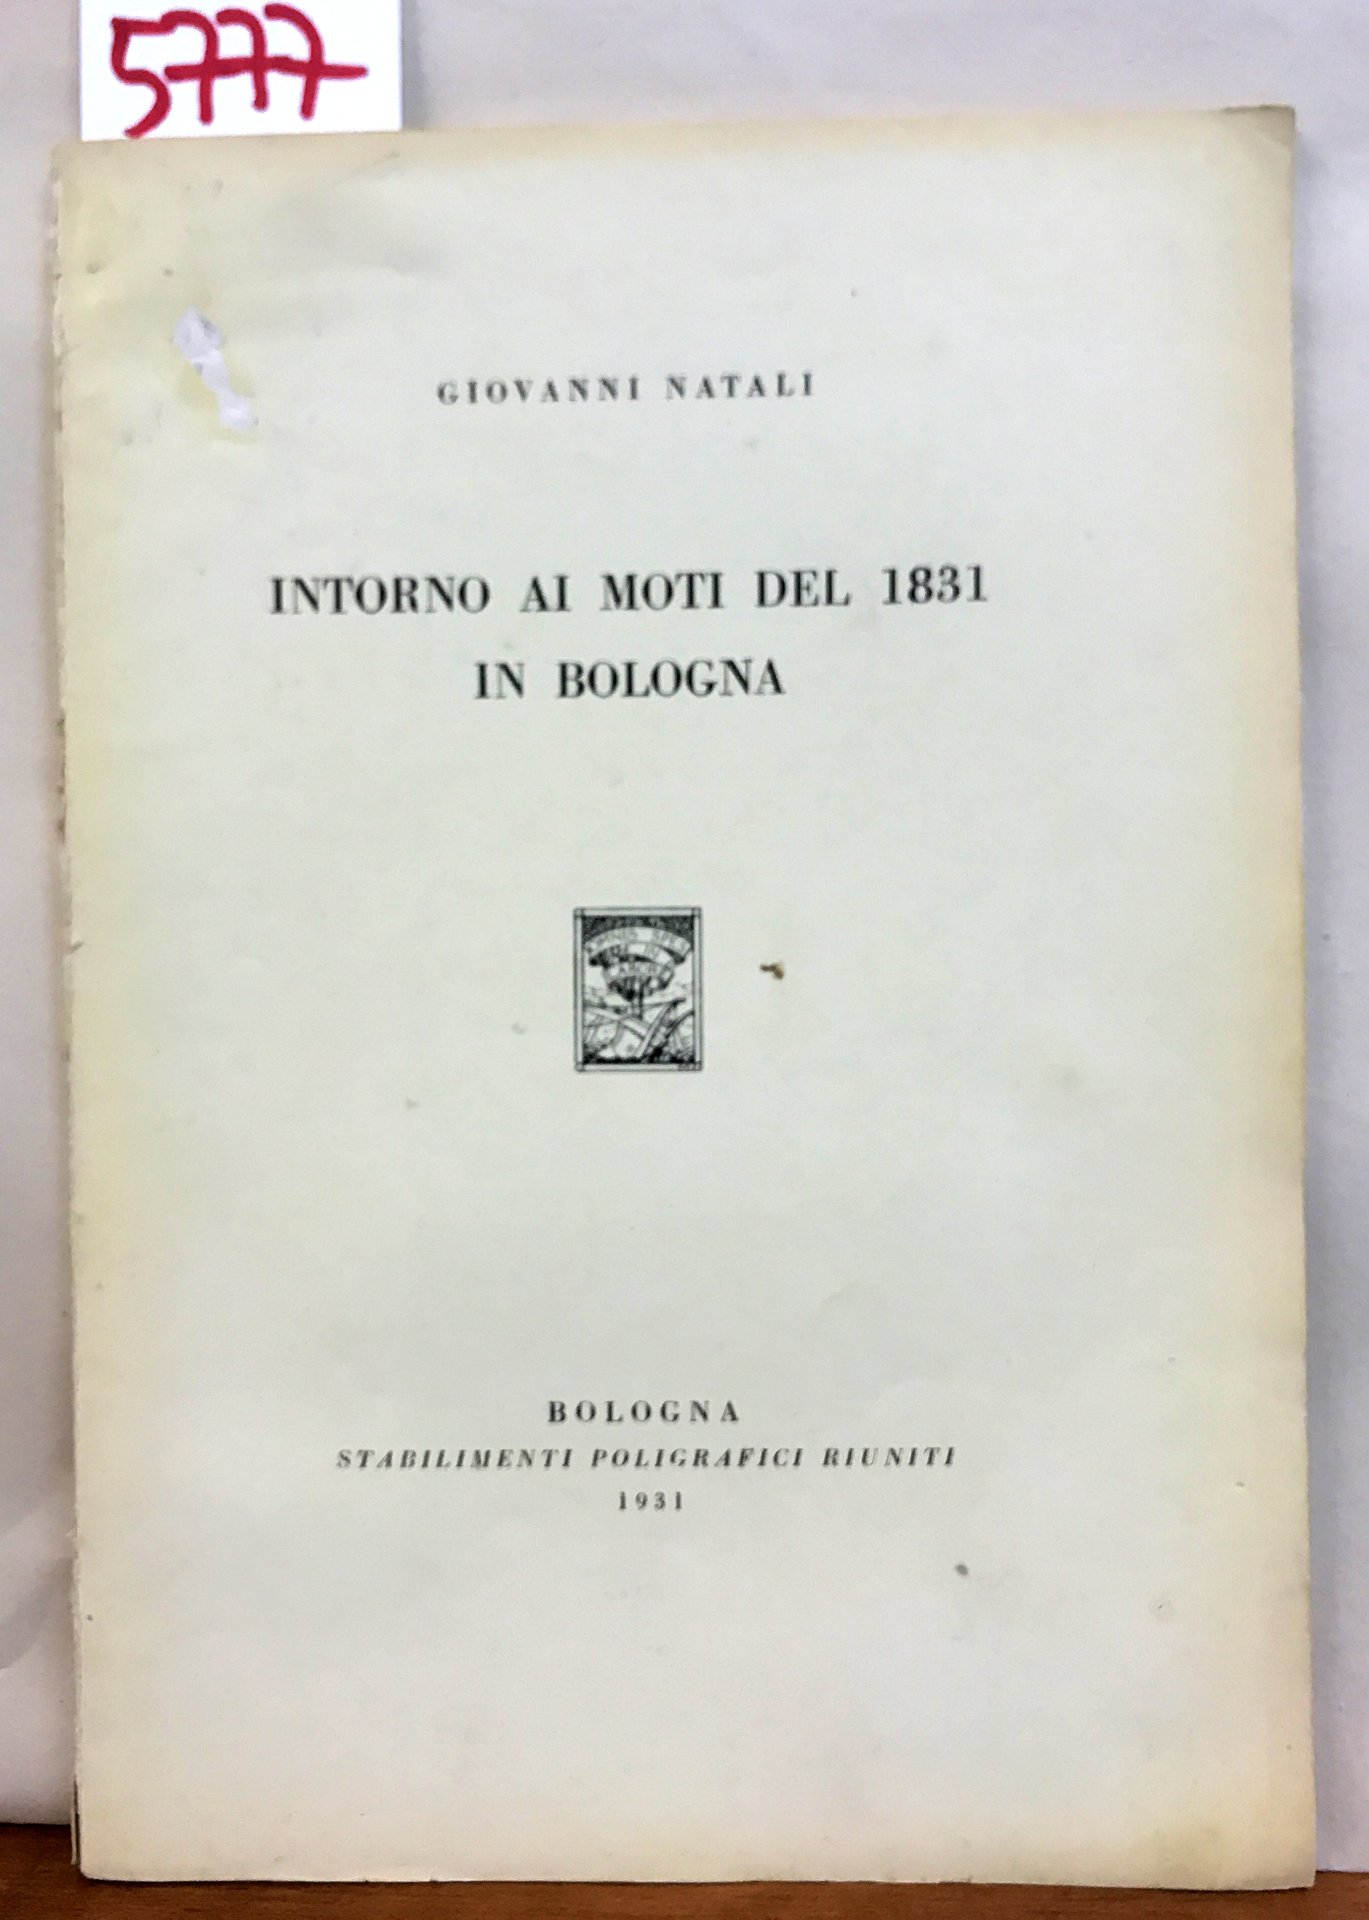 5777
GIOVANNI NATALI
INTORNO AI MOTI DEL 1831
IN BOLOGNA
BOLOGNA
STABILIMENTI POLIGRAFICI RIUNITI
1931